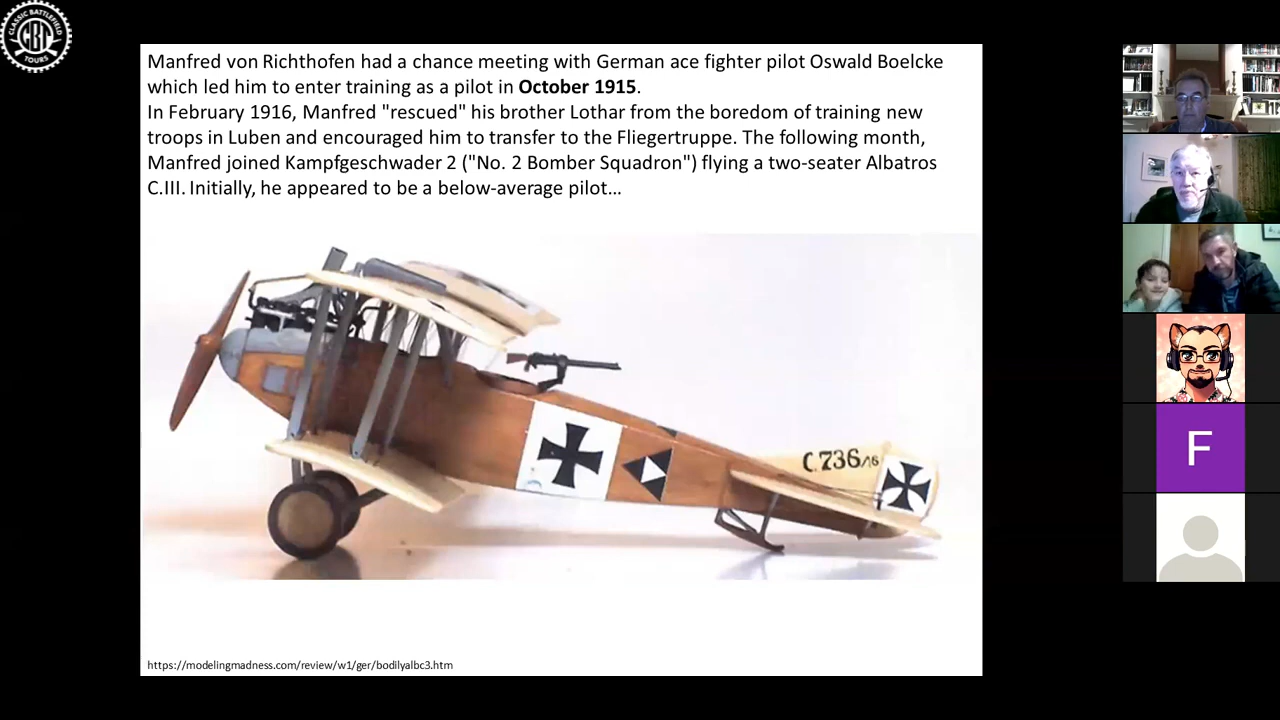 CLASSIC BATTLEFIELD
CBT
TOURS
Manfred von Richthofen had a chance meeting with German ace fighter pilot Oswald Boelcke
which led him to enter training as a pilot in October 1915.
In February 1916, Manfred "rescued" his brother Lothar from the boredom of training new
troops in Luben and encouraged him to transfer to the Fliegertruppe. The following month,
Manfred joined Kampfgeschwader 2 ("No. 2 Bomber Squadron") flying a two-seater Albatros
C.III. Initially, he appeared to be a below-average pilot...
C.736/16
F
https://modelingmadness.com/review/w1/ger/bodilyalbc3.htm